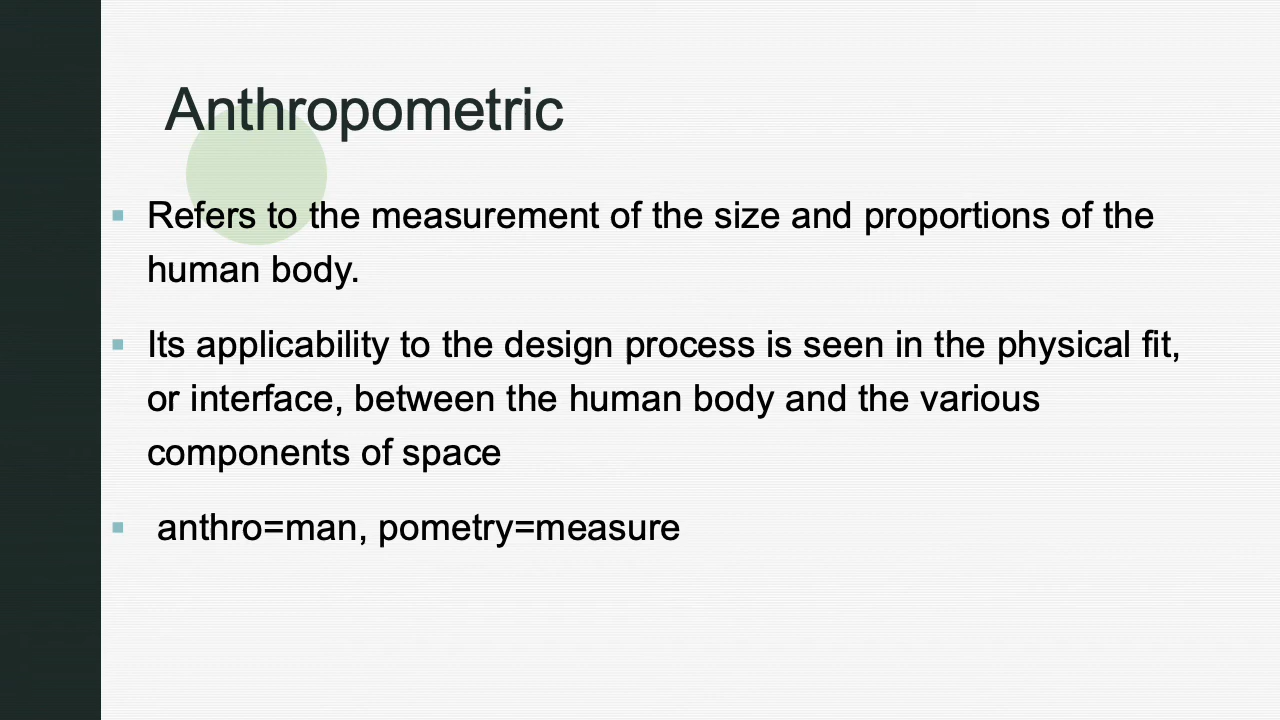 Anthropometric
▪ Refers to the measurement of the size and proportions of the
human body.
▪ Its applicability to the design process is seen in the physical fit,
or interface, between the human body and the various
components of space
▪ anthro=man, pometry=measure